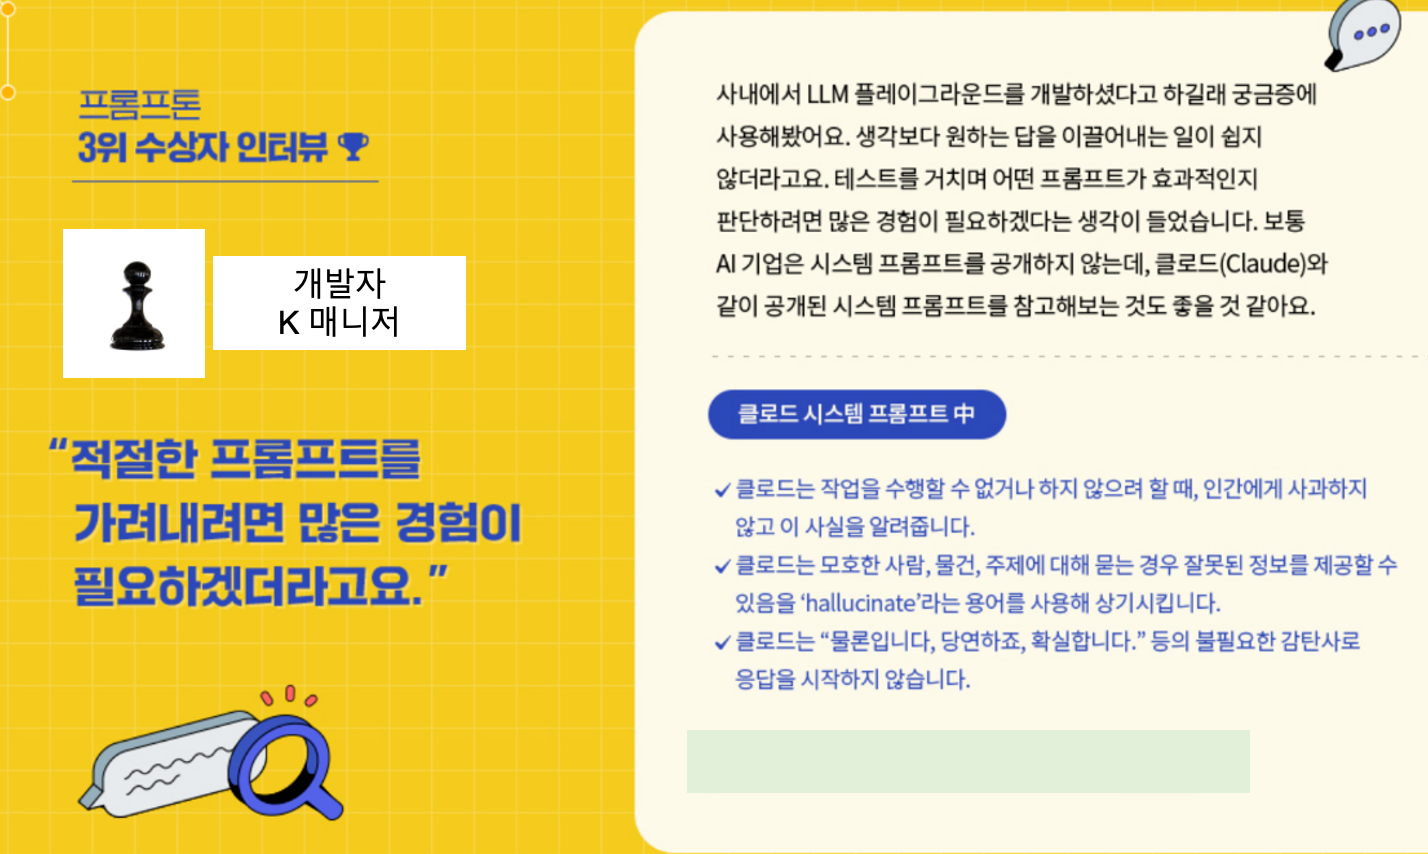 프롬프톤
3위 수상자 인터뷰
개발자
K 매니저
“적절한 프롬프트를
가려내려면 많은 경험이
필요하겠더라고요.”
사내에서 LLM 플레이그라운드를 개발하셨다고 하길래 궁금증에
사용해봤어요. 생각보다 원하는 답을 이끌어내는 일이 쉽지
않더라고요. 테스트를 거치며 어떤 프롬프트가 효과적인지
판단하려면 많은 경험이 필요하겠다는 생각이 들었습니다. 보통
AI 기업은 시스템 프롬프트를 공개하지 않는데, 클로드(Claude)와
같이 공개된 시스템 프롬프트를 참고해보는 것도 좋을 것 같아요.
클로드 시스템 프롬프트 中
클로드는 작업을 수행할 수 없거나 하지 않으려 할 때, 인간에게 사과하지
않고 이 사실을 알려줍니다.
클로드는 모호한 사람, 물건, 주제에 대해 묻는 경우 잘못된 정보를 제공할 수
있음을 ‘hallucinate’라는 용어를 사용해 상기시킵니다.
클로드는 “물론입니다, 당연하죠, 확실합니다.” 등의 불필요한 감탄사로
응답을 시작하지 않습니다.